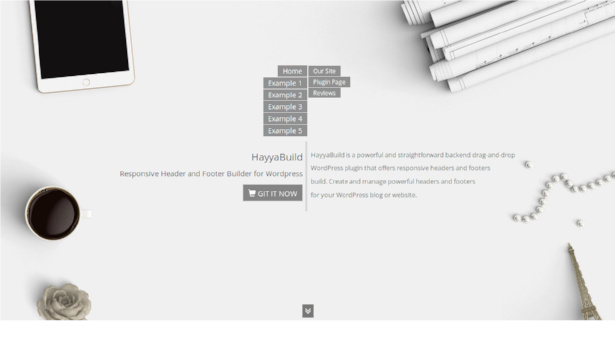 Home
Our Site
Example 1
Plugin Page
Example 2
Reviews
Example 3
Example 4
Example 5
HayyaBuild
Responsive Header and Footer Builder for Wordpress
GIT IT NOW
HayyaBuild is a powerful and straightforward backend drag and drop
WordPress plugin that offers responsive headers and footers
build. Create and manage powerful headers and footers
for your WordPress blog or website.